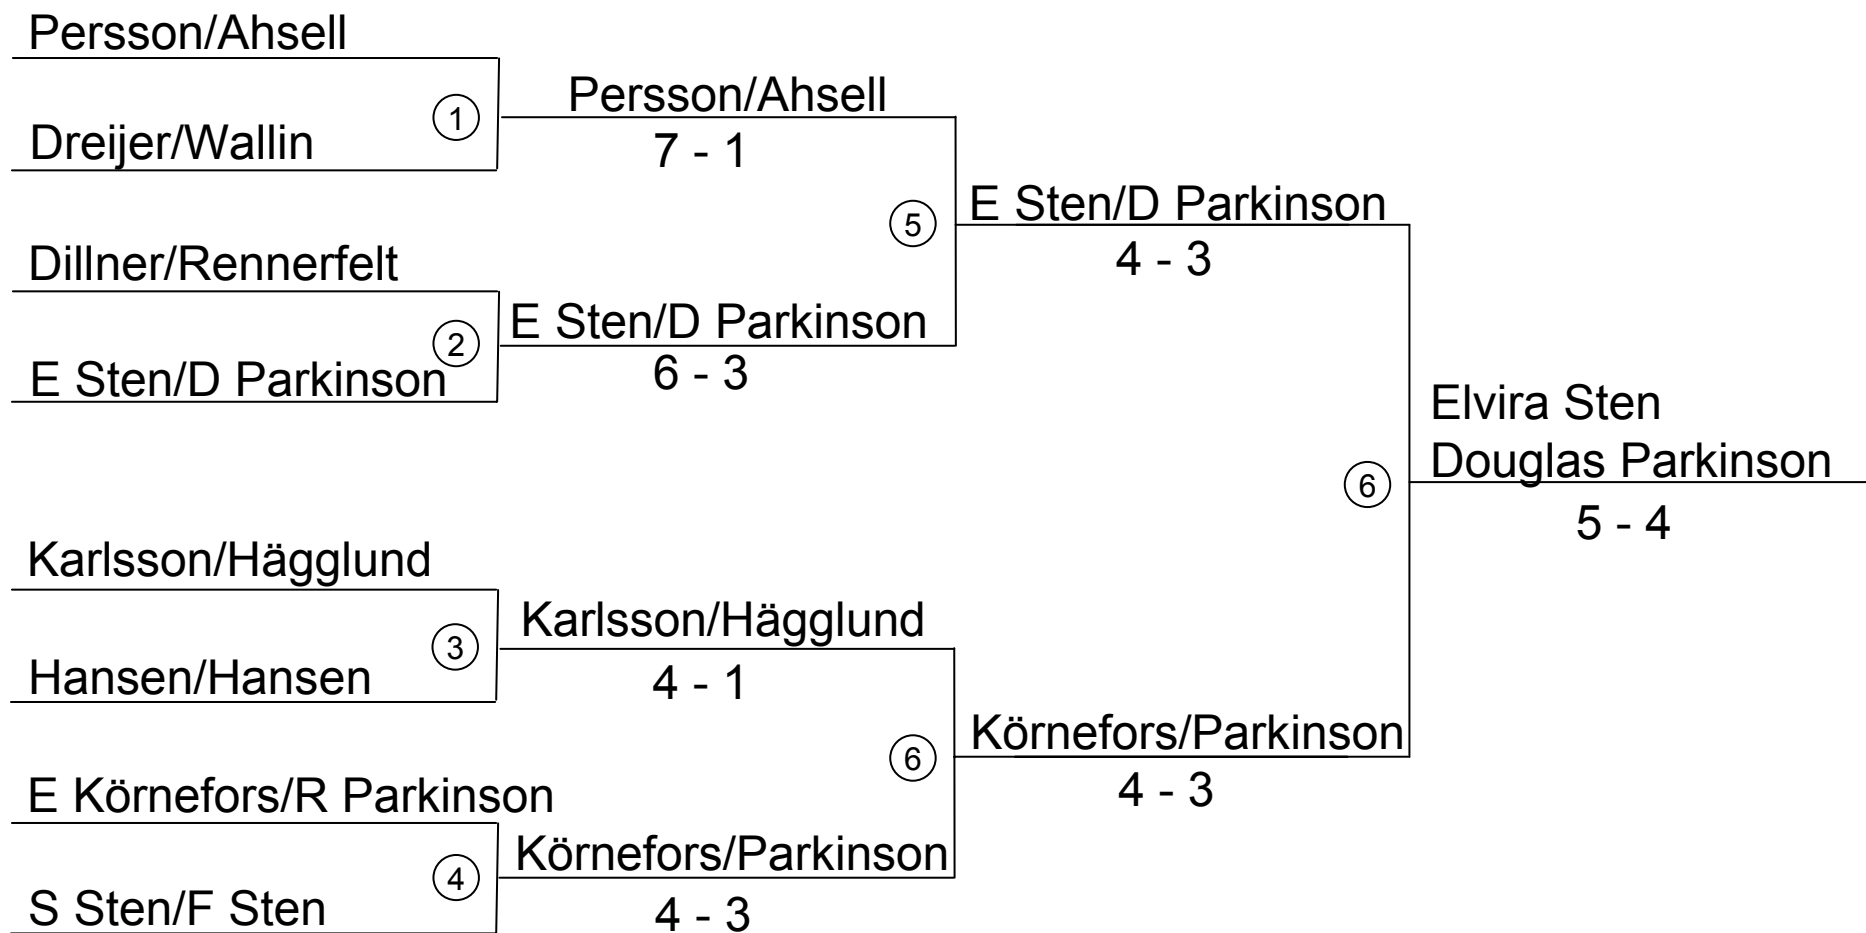 Persson/Ahsell
1
Dreijer/Wallin
Persson/Ahsell
7 - 1
Dillner/Rennerfelt
2
E Sten/D Parkinson
E Sten/D Parkinson
6 - 3
5
E Sten/D Parkinson
4 - 3
Karlsson/Hägglund
3
Hansen/Hansen
Karlsson/Hägglund
4 - 1
E Körnefors/R Parkinson
4
S Sten/F Sten
Körnefors/Parkinson
4 - 3
6
Körnefors/Parkinson
4 - 3
6
Elvira Sten
Douglas Parkinson
5 - 4